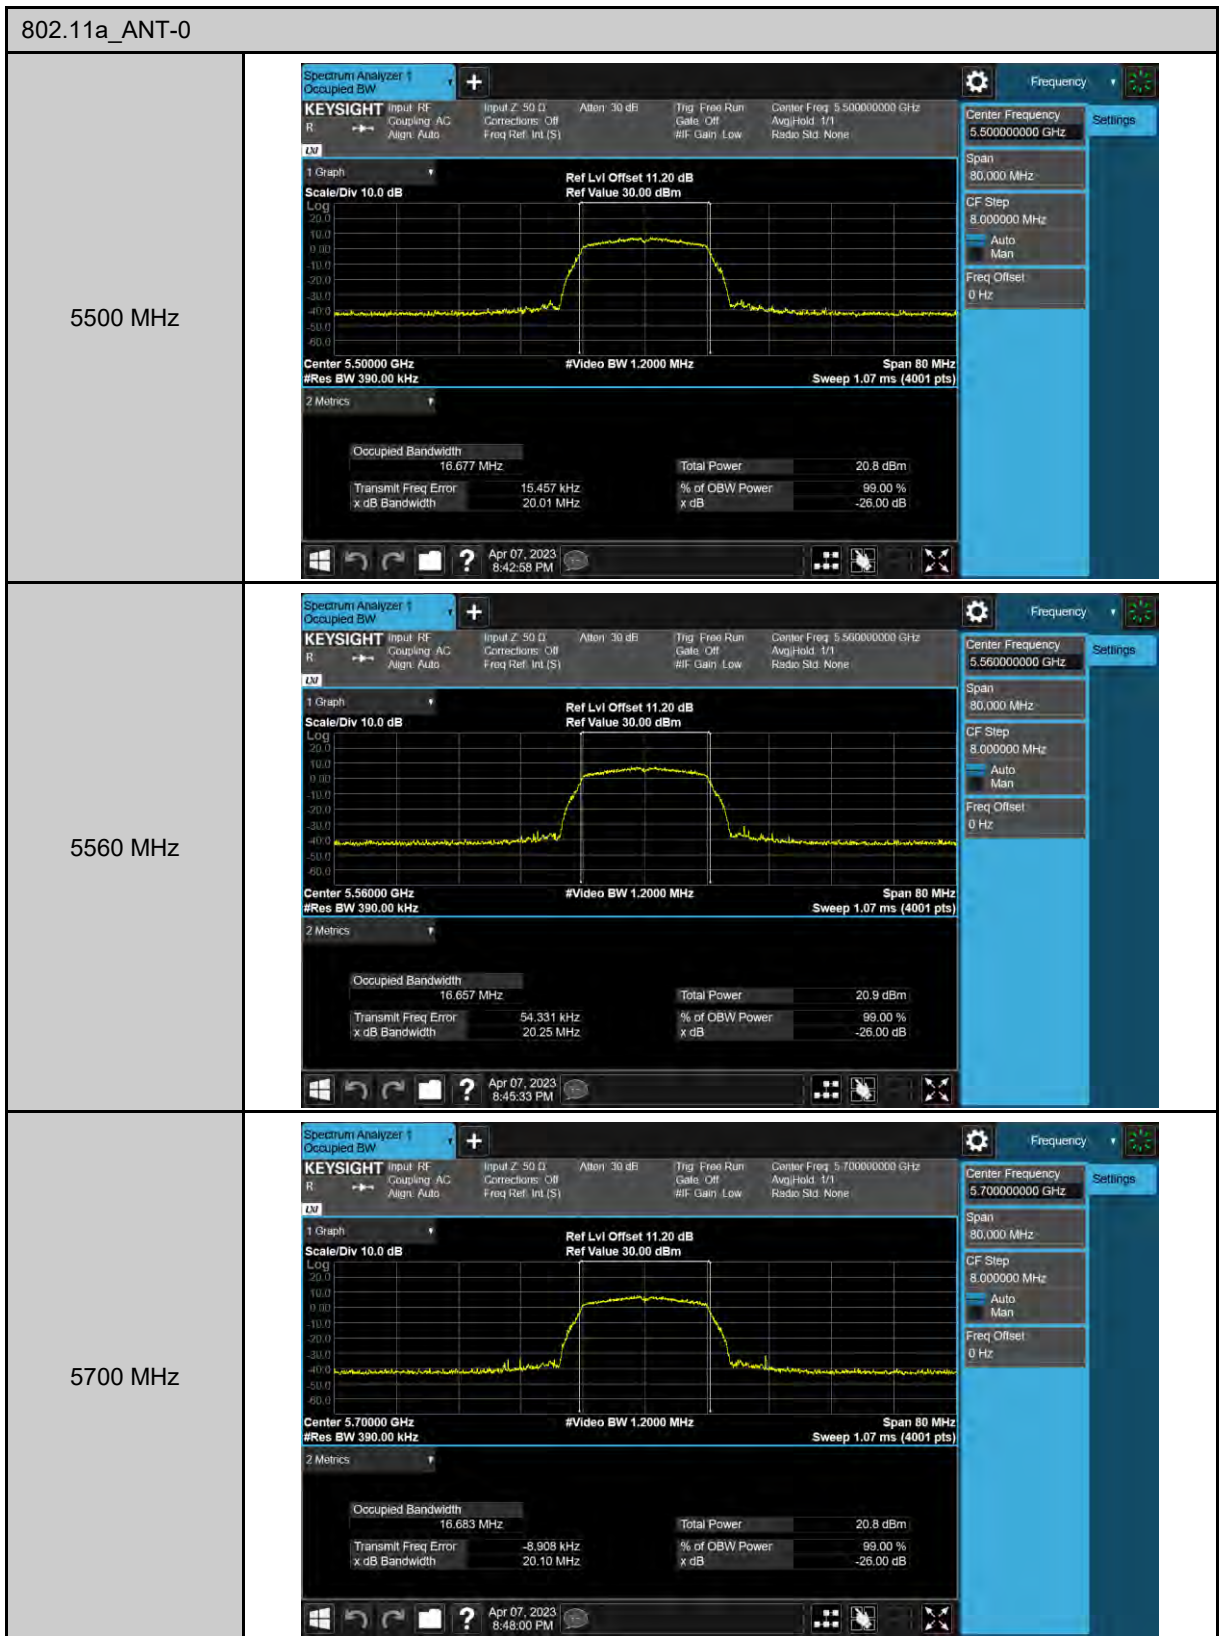 802.11a_ANT-0
5500 MHz
Spectrum Analyzer 1
Occupied BW
Frequency
KEYSIGHT Input: RF Input Z: 50 Ω Atten: 30 dB Trig: Free Run Center Freq: 5.500000000 GHz
R Coupling: AC Corrections: Off Gate: Off Avg|Hold: 1/1
Align: Auto Freq Ref: Int (S) #IF Gain: Low Radio Std: None
LXI
Center Frequency
5.500000000 GHz
Settings
Span
80.000 MHz
CF Step
8.000000 MHz
Auto
Man
Freq Offset
0 Hz
1 Graph
Ref Lvl Offset 11.20 dB
Scale/Div 10.0 dB Ref Value 30.00 dBm
Log
20.0
10.0
0.00
-10.0
-20.0
-30.0
-40.0
-50.0
-60.0
Center 5.50000 GHz #Video BW 1.2000 MHz Span 80 MHz
#Res BW 390.00 kHz Sweep 1.07 ms (4001 pts)
2 Metrics
Occupied Bandwidth
16.677 MHz Total Power 20.8 dBm
Transmit Freq Error 15.457 kHz % of OBW Power 99.00 %
x dB Bandwidth 20.01 MHz x dB -26.00 dB
? Apr 07, 2023
8:42:58 PM
5560 MHz
Spectrum Analyzer 1
Occupied BW
Frequency
KEYSIGHT Input: RF Input Z: 50 Ω Atten: 30 dB Trig: Free Run Center Freq: 5.560000000 GHz
R Coupling: AC Corrections: Off Gate: Off Avg|Hold: 1/1
Align: Auto Freq Ref: Int (S) #IF Gain: Low Radio Std: None
LXI
Center Frequency
5.560000000 GHz
Settings
Span
80.000 MHz
CF Step
8.000000 MHz
Auto
Man
Freq Offset
0 Hz
1 Graph
Ref Lvl Offset 11.20 dB
Scale/Div 10.0 dB Ref Value 30.00 dBm
Log
20.0
10.0
0.00
-10.0
-20.0
-30.0
-40.0
-50.0
-60.0
Center 5.56000 GHz #Video BW 1.2000 MHz Span 80 MHz
#Res BW 390.00 kHz Sweep 1.07 ms (4001 pts)
2 Metrics
Occupied Bandwidth
16.657 MHz Total Power 20.9 dBm
Transmit Freq Error 54.331 kHz % of OBW Power 99.00 %
x dB Bandwidth 20.25 MHz x dB -26.00 dB
? Apr 07, 2023
8:45:33 PM
5700 MHz
Spectrum Analyzer 1
Occupied BW
Frequency
KEYSIGHT Input: RF Input Z: 50 Ω Atten: 30 dB Trig: Free Run Center Freq: 5.700000000 GHz
R Coupling: AC Corrections: Off Gate: Off Avg|Hold: 1/1
Align: Auto Freq Ref: Int (S) #IF Gain: Low Radio Std: None
LXI
Center Frequency
5.700000000 GHz
Settings
Span
80.000 MHz
CF Step
8.000000 MHz
Auto
Man
Freq Offset
0 Hz
1 Graph
Ref Lvl Offset 11.20 dB
Scale/Div 10.0 dB Ref Value 30.00 dBm
Log
20.0
10.0
0.00
-10.0
-20.0
-30.0
-40.0
-50.0
-60.0
Center 5.70000 GHz #Video BW 1.2000 MHz Span 80 MHz
#Res BW 390.00 kHz Sweep 1.07 ms (4001 pts)
2 Metrics
Occupied Bandwidth
16.683 MHz Total Power 20.8 dBm
Transmit Freq Error -8.908 kHz % of OBW Power 99.00 %
x dB Bandwidth 20.10 MHz x dB -26.00 dB
? Apr 07, 2023
8:48:00 PM